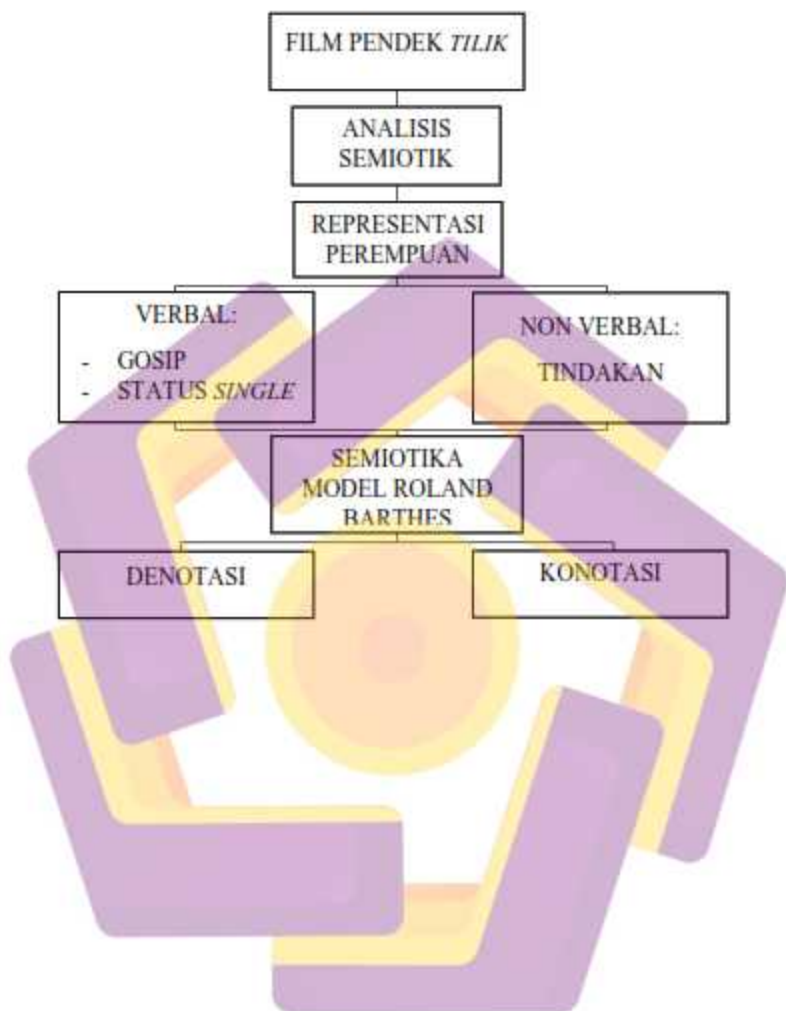 FILM PENDEK TILIK
ANALISIS
SEMIOTIK
REPRESENTASI
PEREMPUAN
VERBAL:
- GOSIP
- STATUS SINGLE
NON VERBAL:
TINDAKAN
SEMIOTIKA
MODEL ROLAND
BARTHES
DENOTASI
KONOTASI